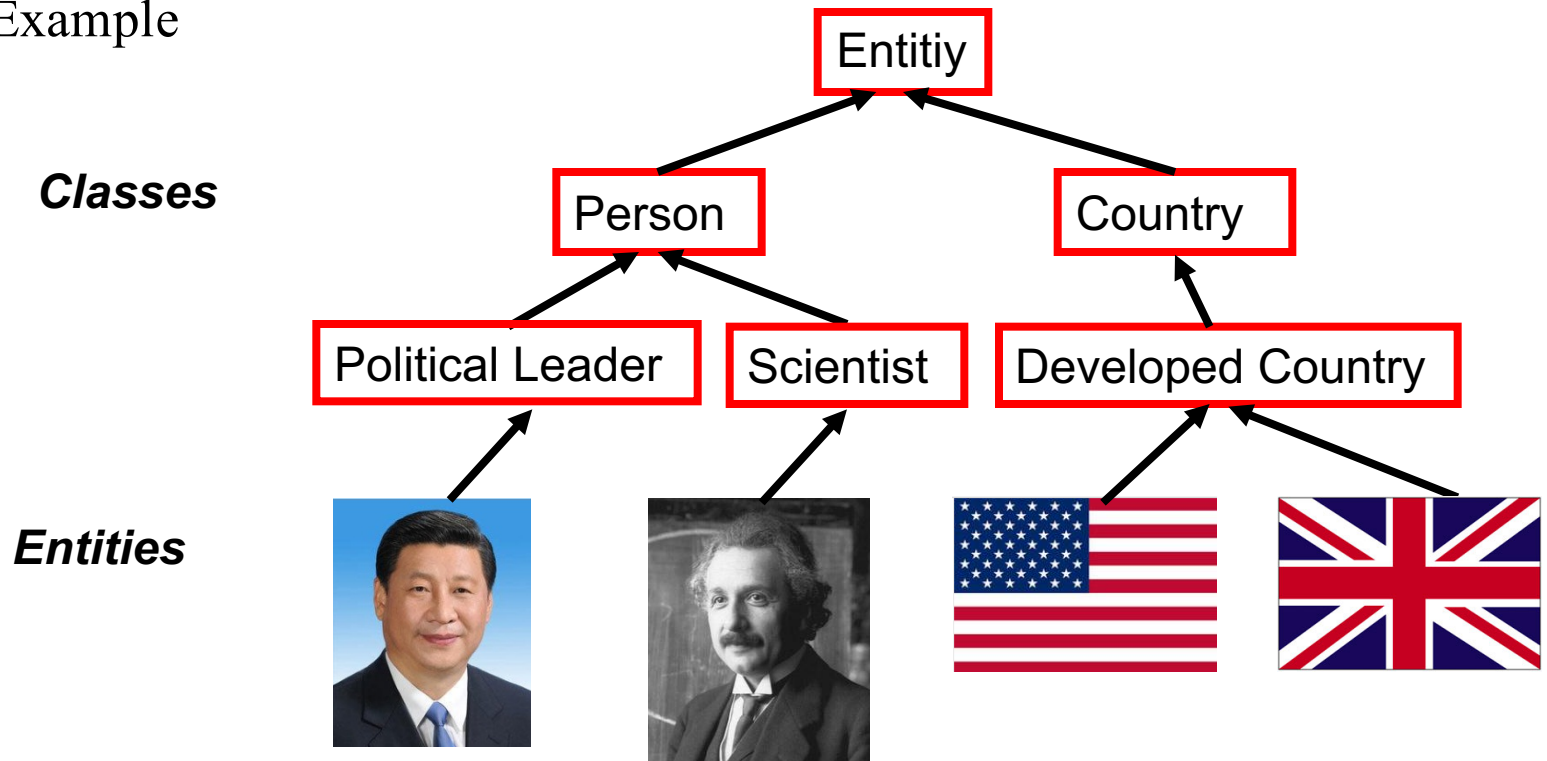 Example
Entitiy
Classes
Person
Country
Political Leader
Scientist
Developed Country
Entities